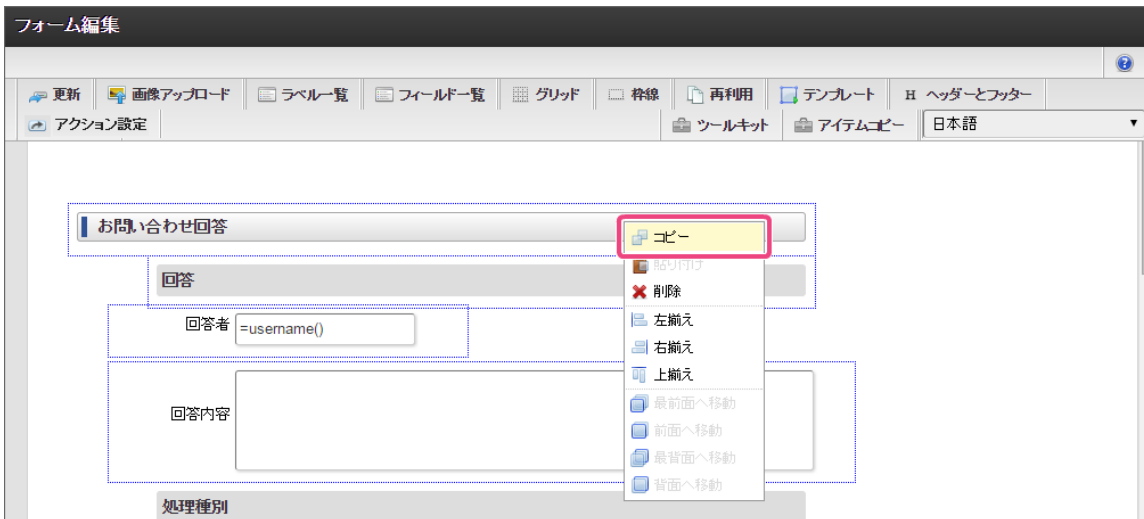 フォーム編集
更新 画像アップロード ラベル一覧 フィールド一覧 グリッド 枠線 再利用 テンプレート H ヘッダーとフッター
アクション設定 ツールキット アイテムコピー 日本語
お問い合わせ回答
コピー
貼り付け
削除
左揃え
右揃え
上揃え
最前面へ移動
前面へ移動
最背面へ移動
背面へ移動
回答
回答者 =username()
回答内容
処理種別